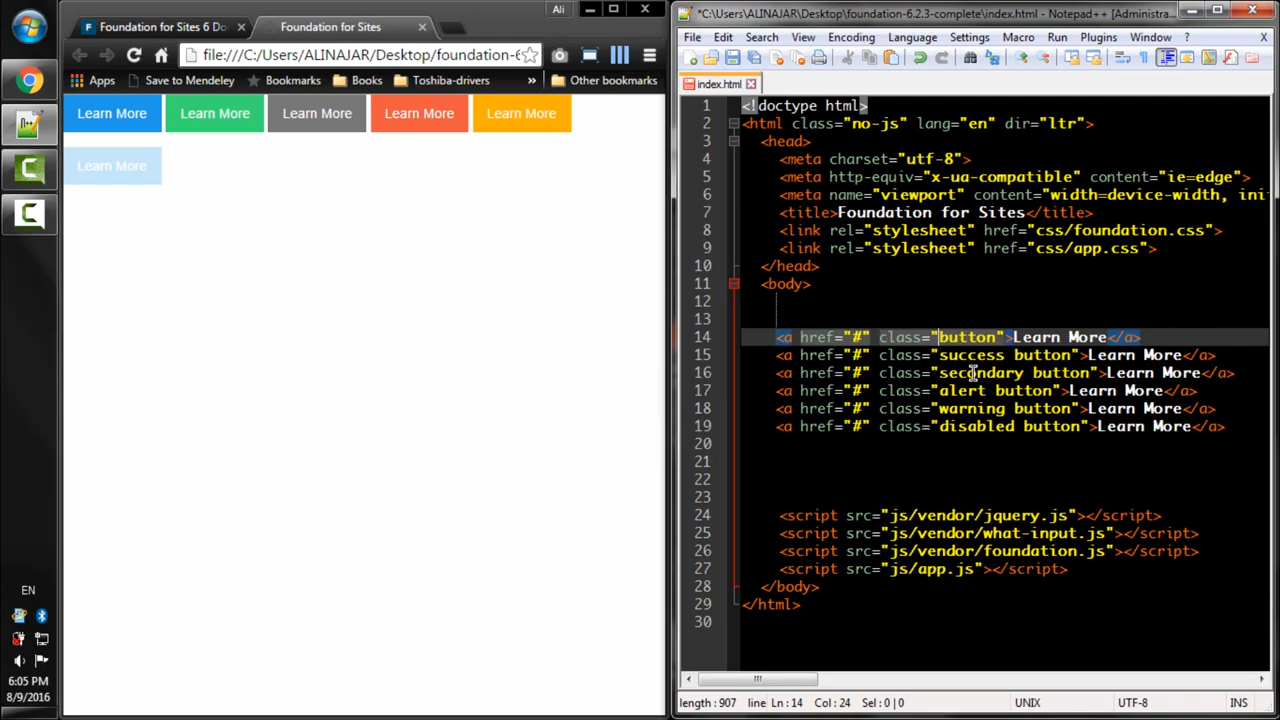 Foundation for Sites 6 Do
Foundation for Sites
Ali
file:///C:/Users/ALINAJAR/Desktop/foundation-6
Apps
Save to Mendeley
Bookmarks
Books
Toshiba-drivers
»
Other bookmarks
Learn More
Learn More
Learn More
Learn More
Learn More
Learn More
EN
6:05 PM
8/9/2016
*C:\Users\ALINAJAR\Desktop\foundation-6.2.3-complete\index.html - Notepad++ [Administra...
File Edit Search View Encoding Language Settings Macro Run Plugins Window ? X
index.html
1 <!doctype html>
2 <html class="no-js" lang="en" dir="ltr">
3 <head>
4 <meta charset="utf-8">
5 <meta http-equiv="x-ua-compatible" content="ie=edge">
6 <meta name="viewport" content="width=device-width, ini
7 <title>Foundation for Sites</title>
8 <link rel="stylesheet" href="css/foundation.css">
9 <link rel="stylesheet" href="css/app.css">
10 </head>
11 <body>
12
13
14 <a href="#" class="button">Learn More</a>
15 <a href="#" class="success button">Learn More</a>
16 <a href="#" class="secondary button">Learn More</a>
17 <a href="#" class="alert button">Learn More</a>
18 <a href="#" class="warning button">Learn More</a>
19 <a href="#" class="disabled button">Learn More</a>
20
21
22
23
24 <script src="js/vendor/jquery.js"></script>
25 <script src="js/vendor/what-input.js"></script>
26 <script src="js/vendor/foundation.js"></script>
27 <script src="js/app.js"></script>
28 </body>
29 </html>
30
length : 907 line Ln : 14 Col : 24 Sel : 0 | 0 UNIX UTF-8 INS